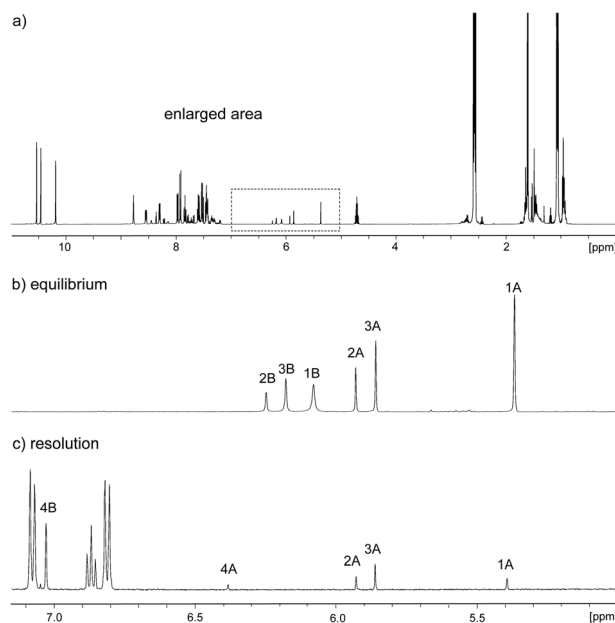 a)
enlarged area
10 8 6 4 2 [ppm]
b) equilibrium
2B 3B 1B 2A 3A 1A
c) resolution
4B 4A 2A 3A 1A
7.0 6.5 6.0 5.5 [ppm]